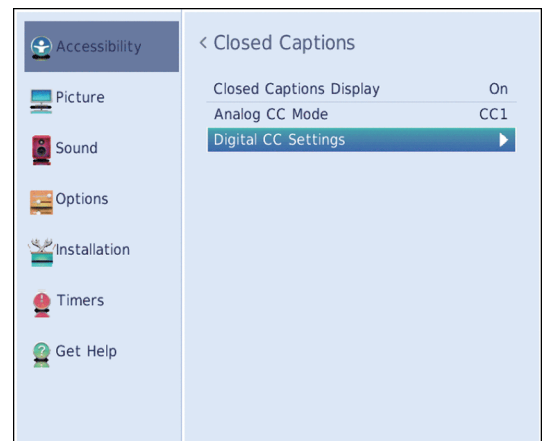 Accessibility
Picture
Sound
Options
Installation
Timers
Get Help
< Closed Captions
Closed Captions Display On
Analog CC Mode CC1
Digital CC Settings